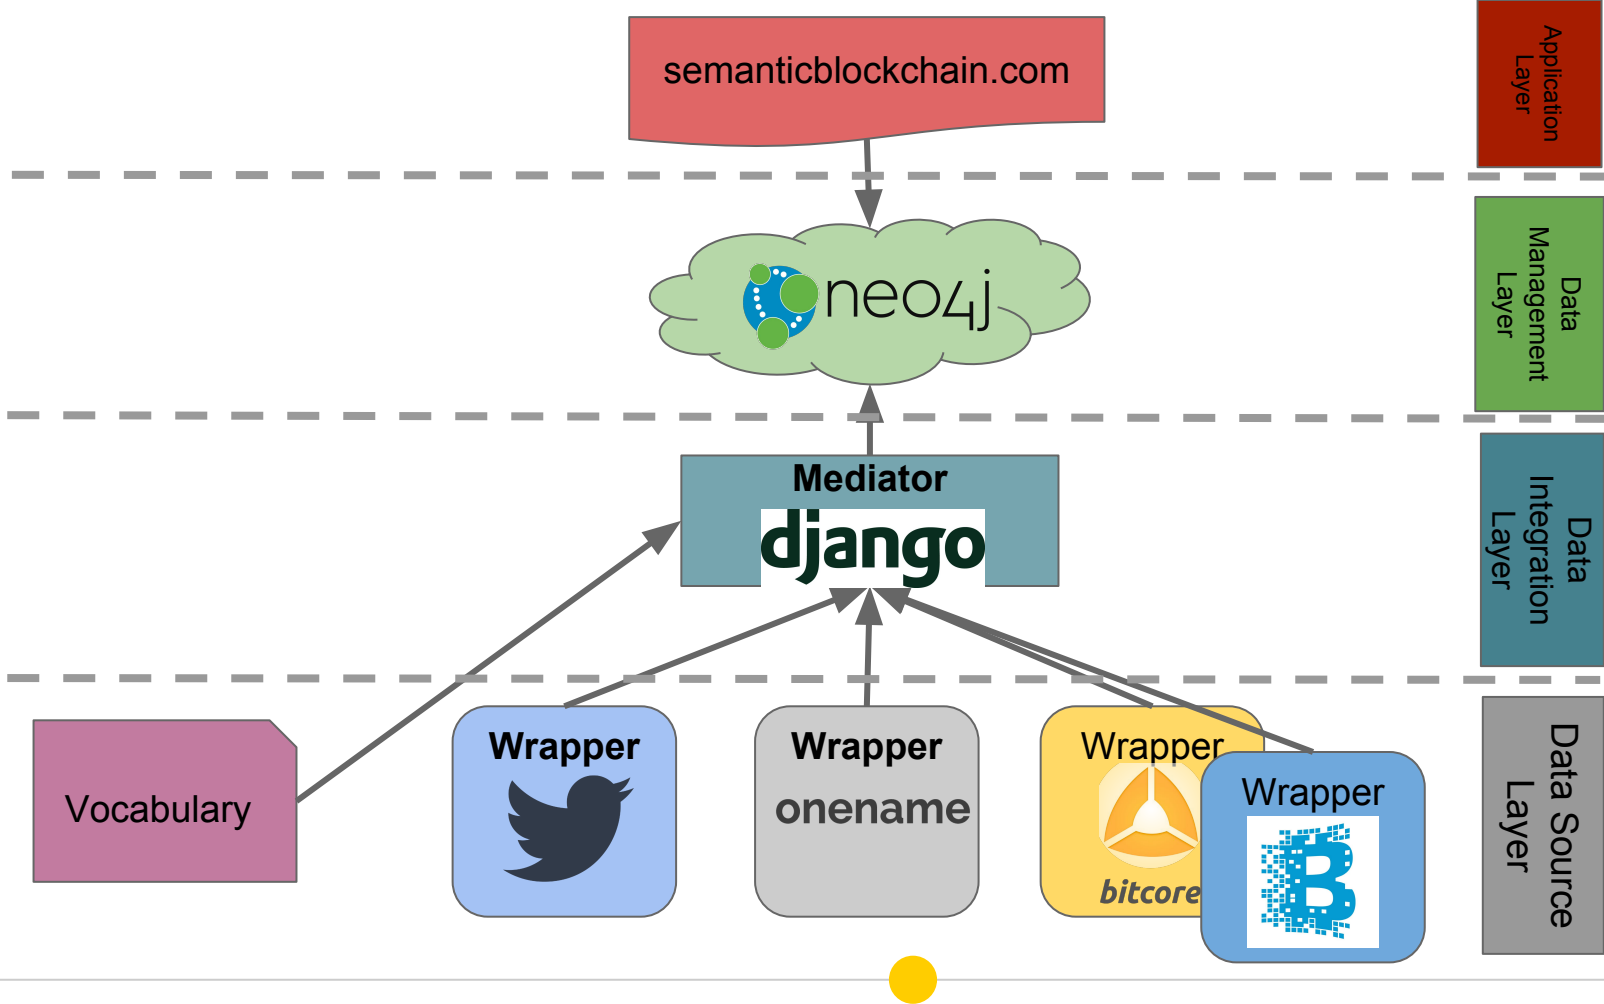 semanticblockchain.com
Application
Layer
neo4j
Data
Management
Layer
Mediator
django
Data
Integration
Layer
Vocabulary
Wrapper
Wrapper
onename
Wrapper
bitcore
Wrapper
Data Source
Layer